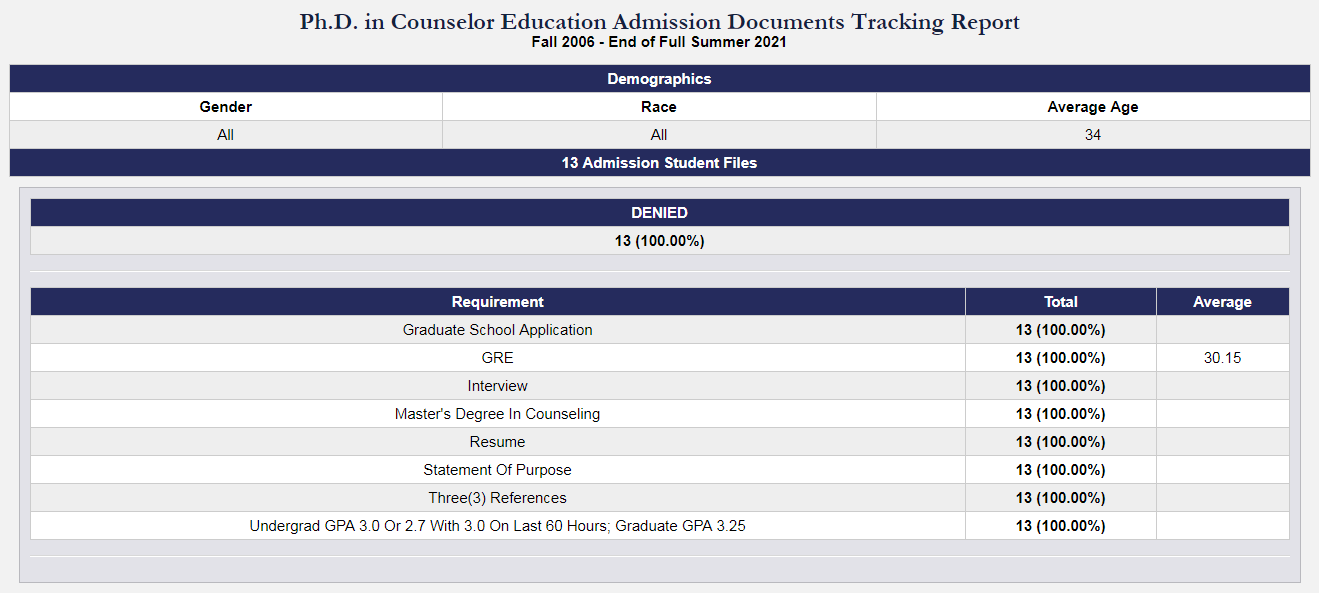 Ph.D. in Counselor Education Admission Documents Tracking Report
Fall 2006 - End of Full Summer 2021
Demographics
Gender Race Average Age
All All 34
13 Admission Student Files
DENIED
13 (100.00%)
Requirement Total Average
Graduate School Application 13 (100.00%)
GRE 13 (100.00%) 30.15
Interview 13 (100.00%)
Master's Degree In Counseling 13 (100.00%)
Resume 13 (100.00%)
Statement Of Purpose 13 (100.00%)
Three(3) References 13 (100.00%)
Undergrad GPA 3.0 Or 2.7 With 3.0 On Last 60 Hours; Graduate GPA 3.25 13 (100.00%)